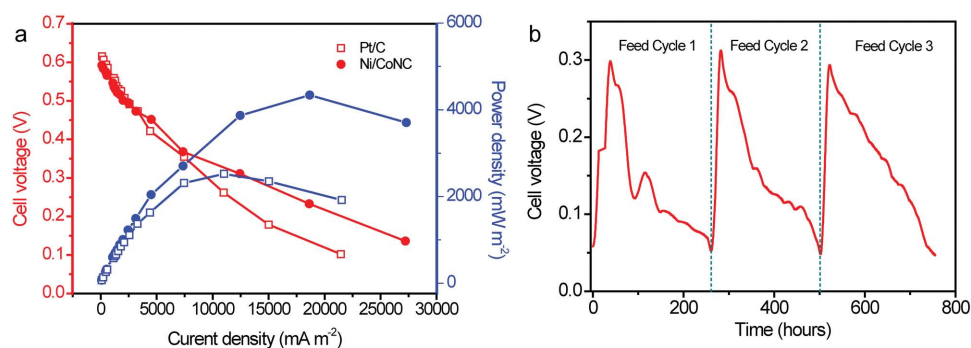 a
0.7
0.6
0.5
0.4
0.3
0.2
0.1
0.0
Cell voltage (V)
Pt/C
Ni/CoNC
6000
4000
2000
0
Power density (mW m⁻²)
0
5000
10000
15000
20000
25000
30000
Curent density (mA m⁻²)
b
0.3
0.2
0.1
0.0
Cell voltage (V)
Feed Cycle 1
Feed Cycle 2
Feed Cycle 3
0
200
400
600
800
Time (hours)